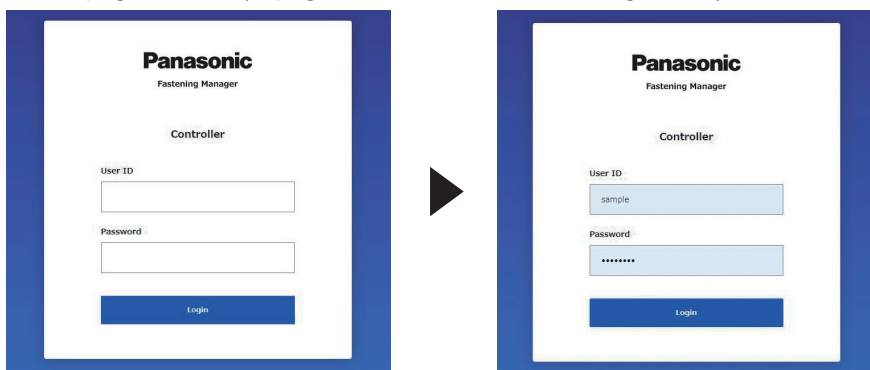 Panasonic
Fastening Manager
Controller
User ID
Password
Login
Panasonic
Fastening Manager
Controller
User ID
sample
Password
••••••••
Login